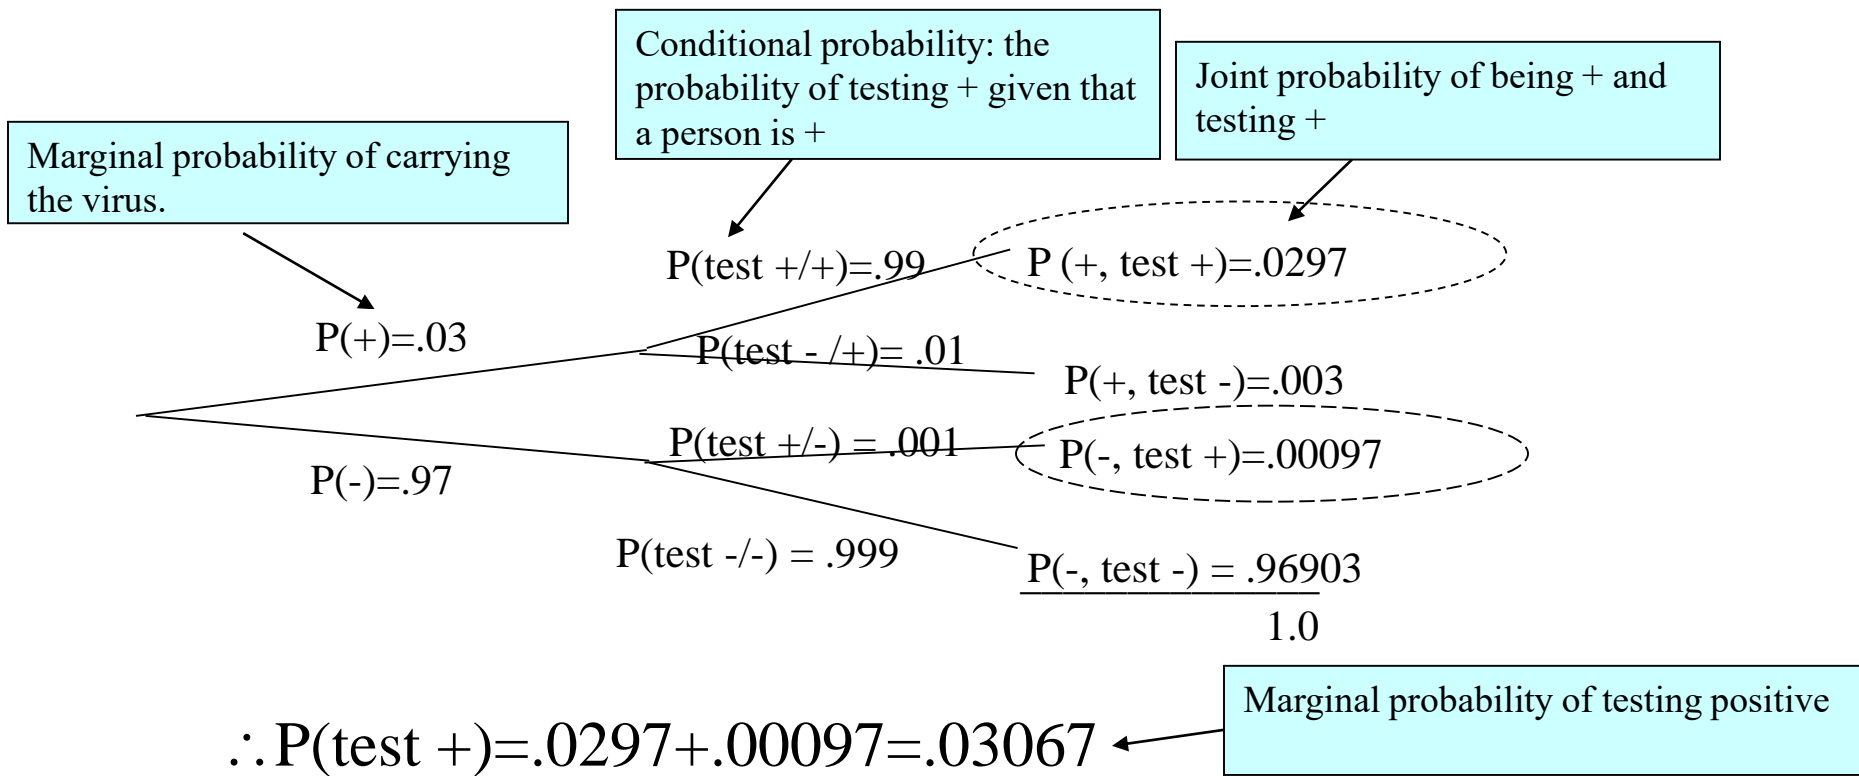 Conditional probability: the
probability of testing + given that
a person is +
Joint probability of being + and
testing +
Marginal probability of carrying
the virus.
P(test +/+)=.99
P (+, test +)=.0297
P(+)=.03
P(test - /+)= .01
P(+, test -)=.003
P(test +/-) = .001
P(-, test +)=.00097
P(-)=.97
P(test -/-) = .999
P(-, test -) = .96903
1.0
Marginal probability of testing positive
∴P(test +)=.0297+.00097=.03067